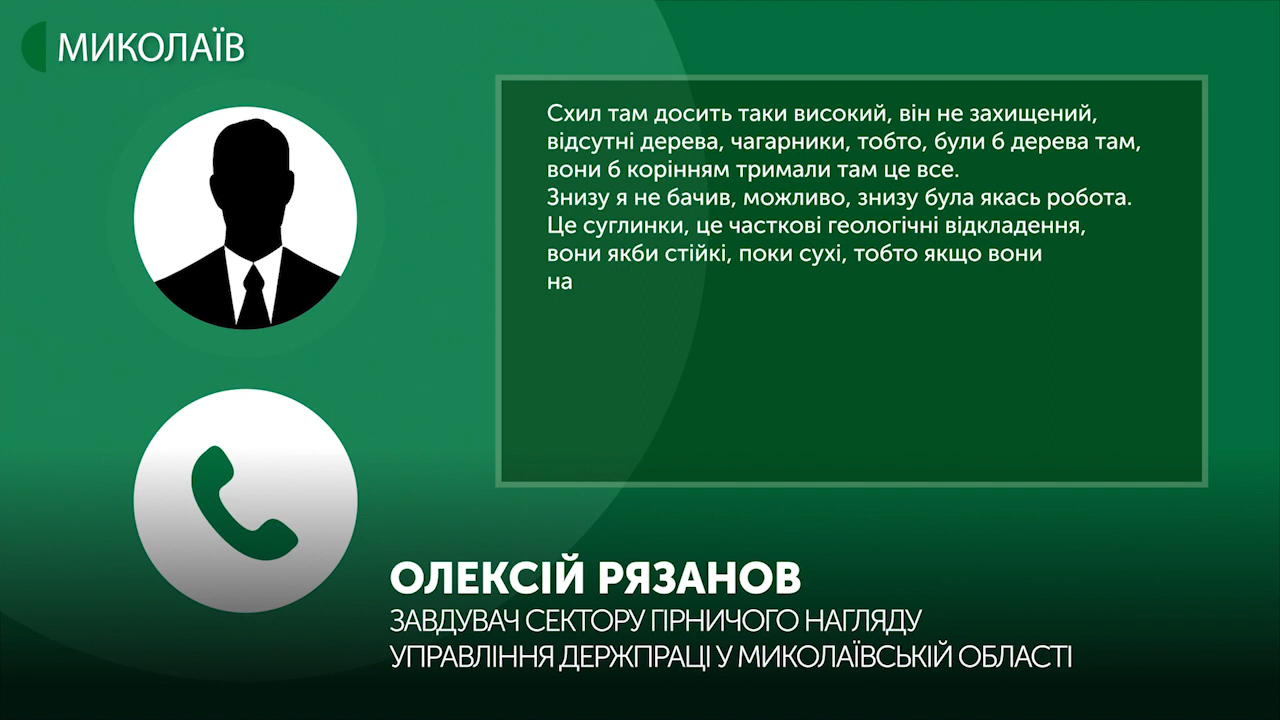 МИКОЛАЇВ
Схил там досить таки високий, він не захищений,
відсутні дерева, чагарники, тобто, були б дерева там,
вони б корінням тримали там це все.
Знизу я не бачив, можливо, знизу була якась робота.
Це суглинки, це часткові геологічні відкладення,
вони якби стійкі, поки сухі, тобто якщо вони
на
ОЛЕКСІЙ РЯЗАНОВ
ЗАВДУВАЧ СЕКТОРУ ГІРНИЧОГО НАГЛЯДУ
УПРАВЛІННЯ ДЕРЖПРАЦІ У МИКОЛАЇВСЬКІЙ ОБЛАСТІ